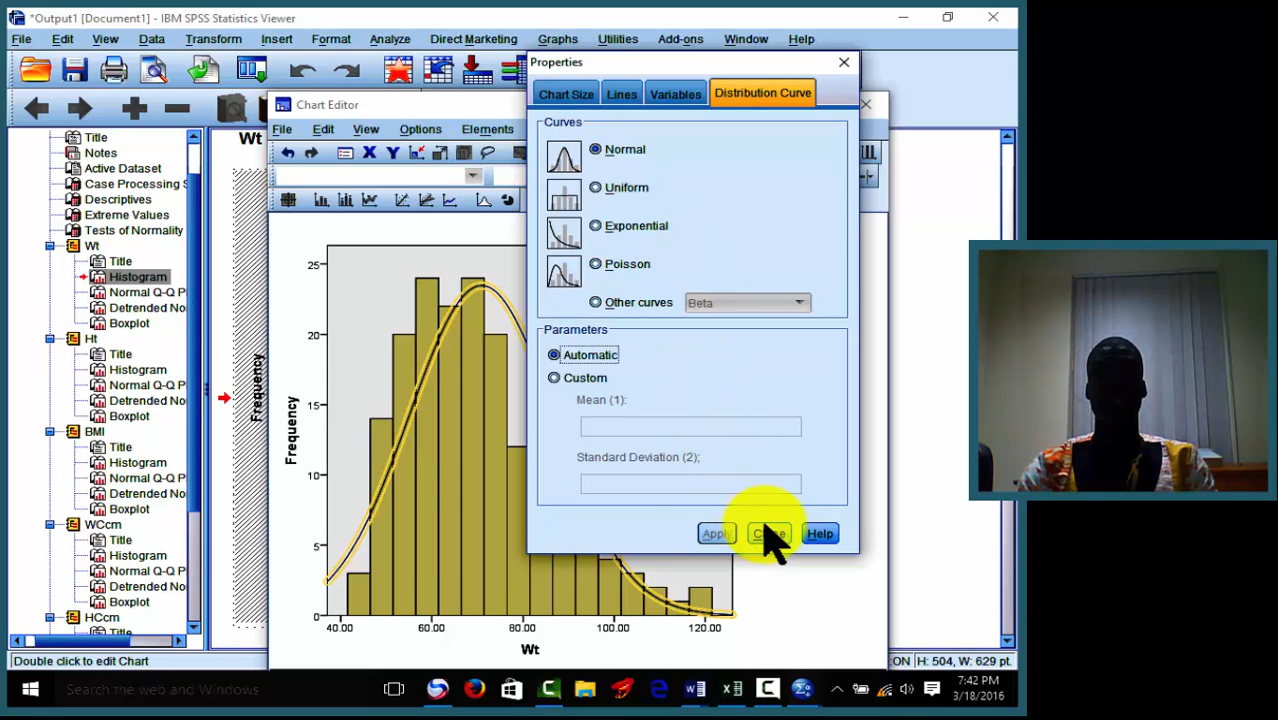 *Output1 [Document1] - IBM SPSS Statistics Viewer
File Edit View Data Transform Insert Format Analyze Direct Marketing Graphs Utilities Add-ons Window Help
Title
Notes
Active Dataset
Case Processing S
Descriptives
Extreme Values
Tests of Normality
Wt
Title
Histogram
Normal Q-Q P
Detrended No
Boxplot
Ht
Title
Histogram
Normal Q-Q P
Detrended No
Boxplot
BMI
Title
Histogram
Normal Q-Q P
Detrended No
Boxplot
WCcm
Title
Histogram
Normal Q-Q P
Detrended No
Boxplot
HCcm
Title
Wt
Frequency
Chart Editor
File Edit View Options Elements
X Y
Frequency
25
20
15
10
5
0
40.00 60.00 80.00 100.00 120.00
Wt
Properties
Chart Size Lines Variables Distribution Curve
Curves
Normal
Uniform
Exponential
Poisson
Other curves Beta
Parameters
Automatic
Custom
Mean (1):
Standard Deviation (2);
Apply Help
Double click to edit Chart
ON H: 504, W: 629 pt.
Search the web and Windows
7:42 PM
3/18/2016